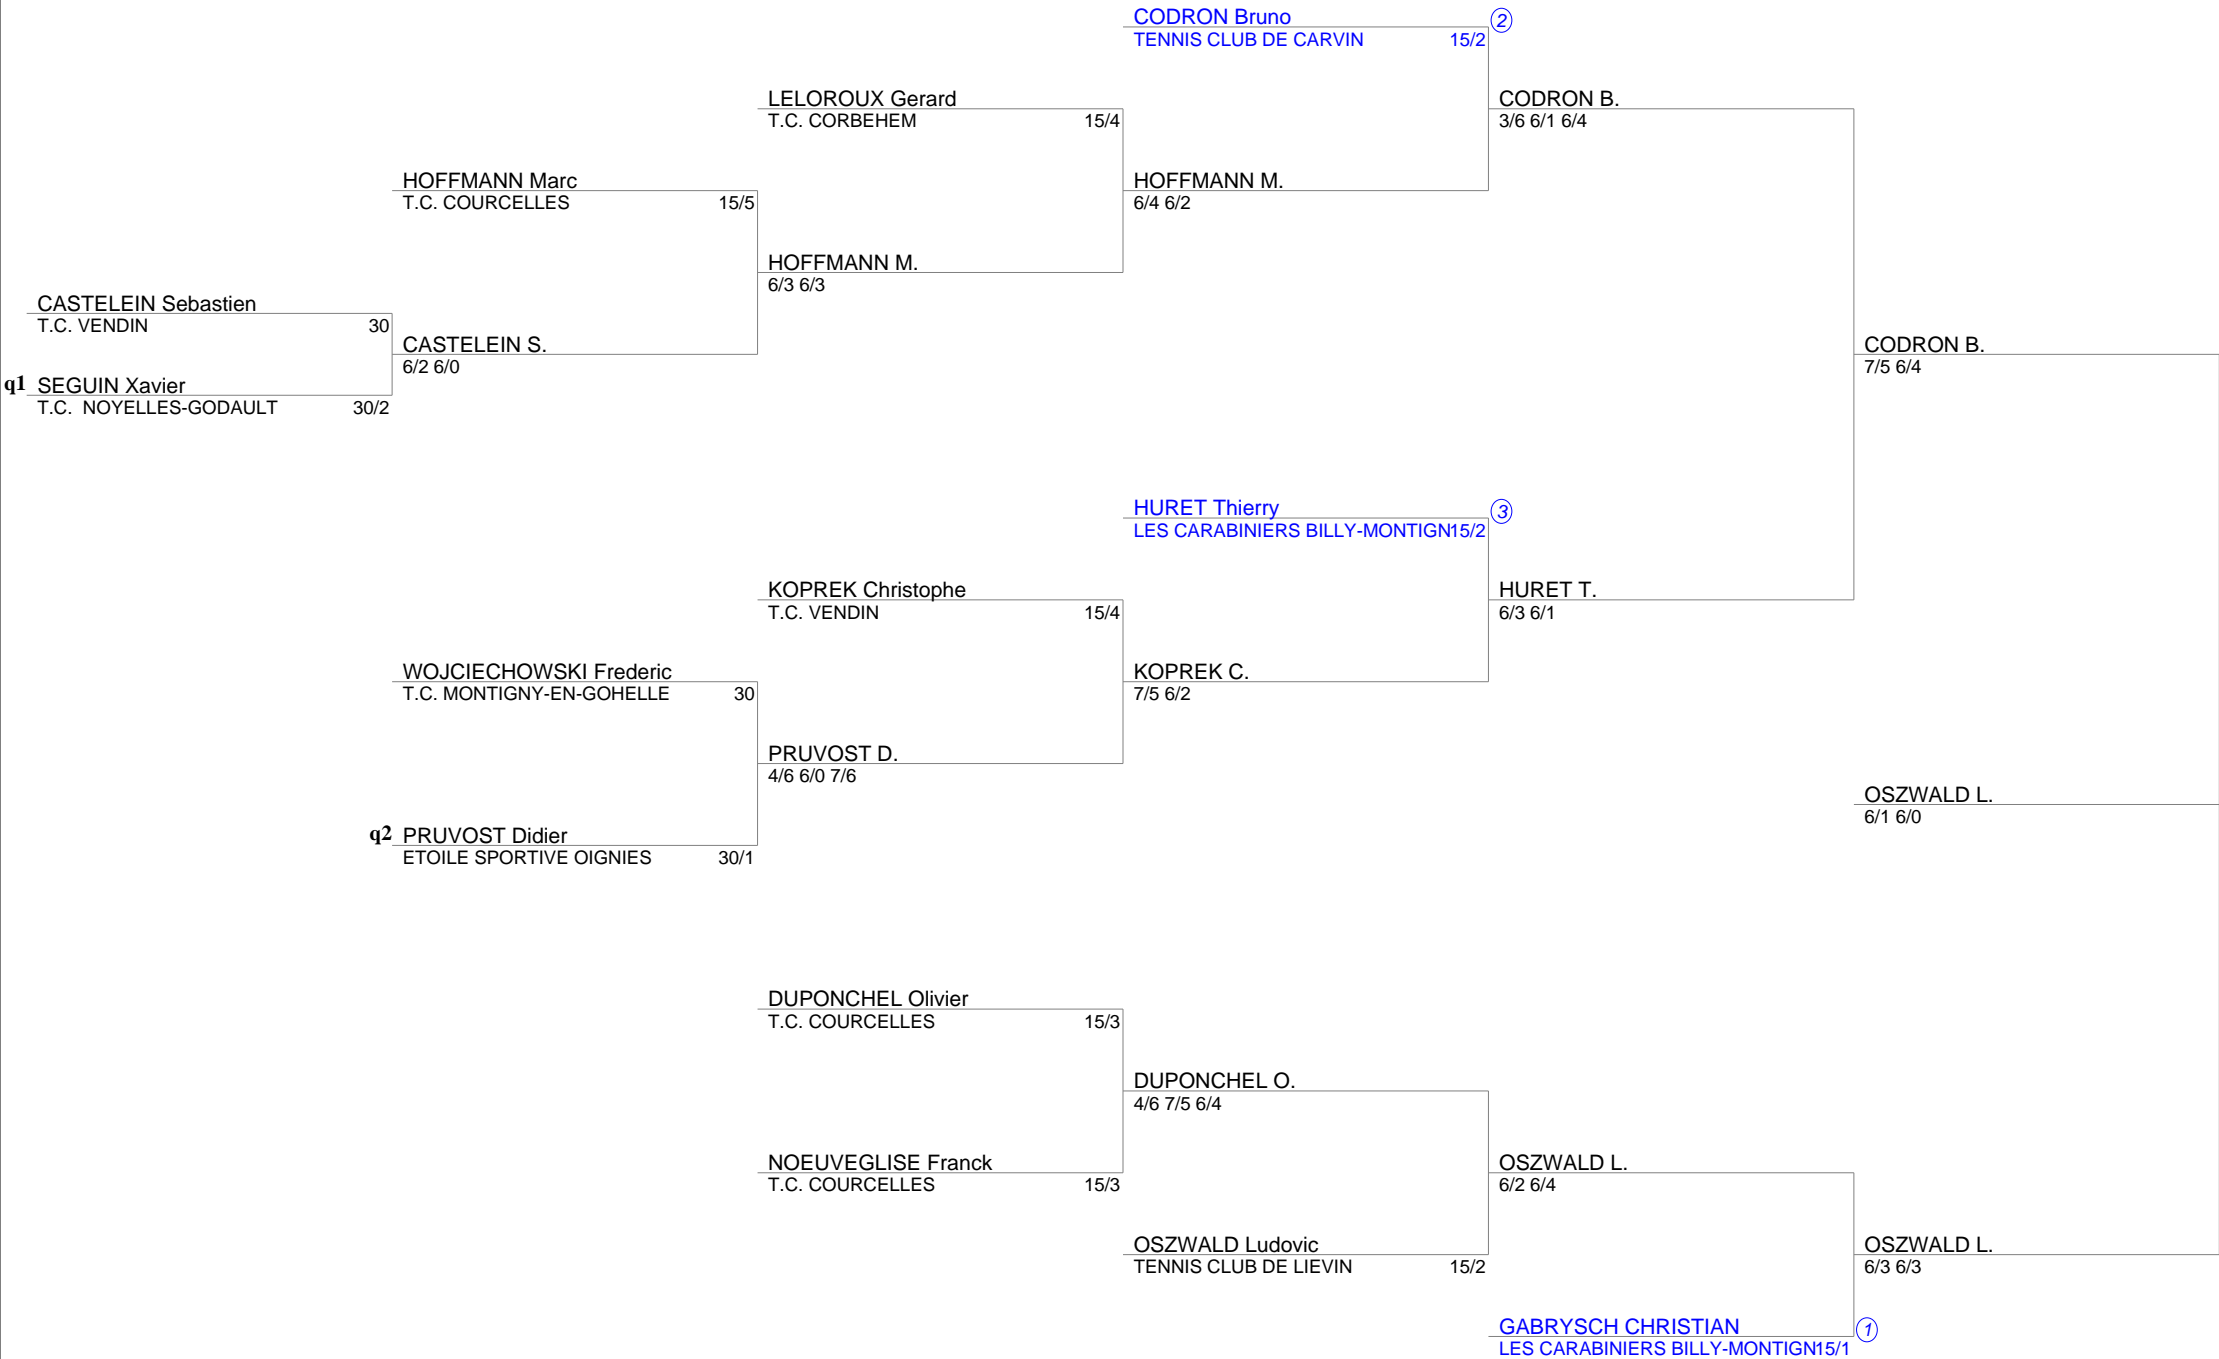 CODRON Bruno 2
TENNIS CLUB DE CARVIN 15/2
LELOROUX Gerard
T.C. CORBEHEM 15/4
CODRON B.
3/6 6/1 6/4
HOFFMANN Marc
T.C. COURCELLES 15/5
HOFFMANN M.
6/4 6/2
HOFFMANN M.
6/3 6/3
CASTELEIN Sebastien
T.C. VENDIN 30
CASTELEIN S.
6/2 6/0
CODRON B.
7/5 6/4
q1 SEGUIN Xavier
T.C. NOYELLES-GODAULT 30/2
HURET Thierry 3
LES CARABINIERS BILLY-MONTIGN15/2
KOPREK Christophe
T.C. VENDIN 15/4
HURET T.
6/3 6/1
WOJCIECHOWSKI Frederic
T.C. MONTIGNY-EN-GOHELLE 30
KOPREK C.
7/5 6/2
PRUVOST D.
4/6 6/0 7/6
OSZWALD L.
6/1 6/0
q2 PRUVOST Didier
ETOILE SPORTIVE OIGNIES 30/1
DUPONCHEL Olivier
T.C. COURCELLES 15/3
DUPONCHEL O.
4/6 7/5 6/4
NOEUVEGLISE Franck
T.C. COURCELLES 15/3
OSZWALD L.
6/2 6/4
OSZWALD Ludovic
TENNIS CLUB DE LIEVIN 15/2
OSZWALD L.
6/3 6/3
GABRYSCH CHRISTIAN 1
LES CARABINIERS BILLY-MONTIGN15/1